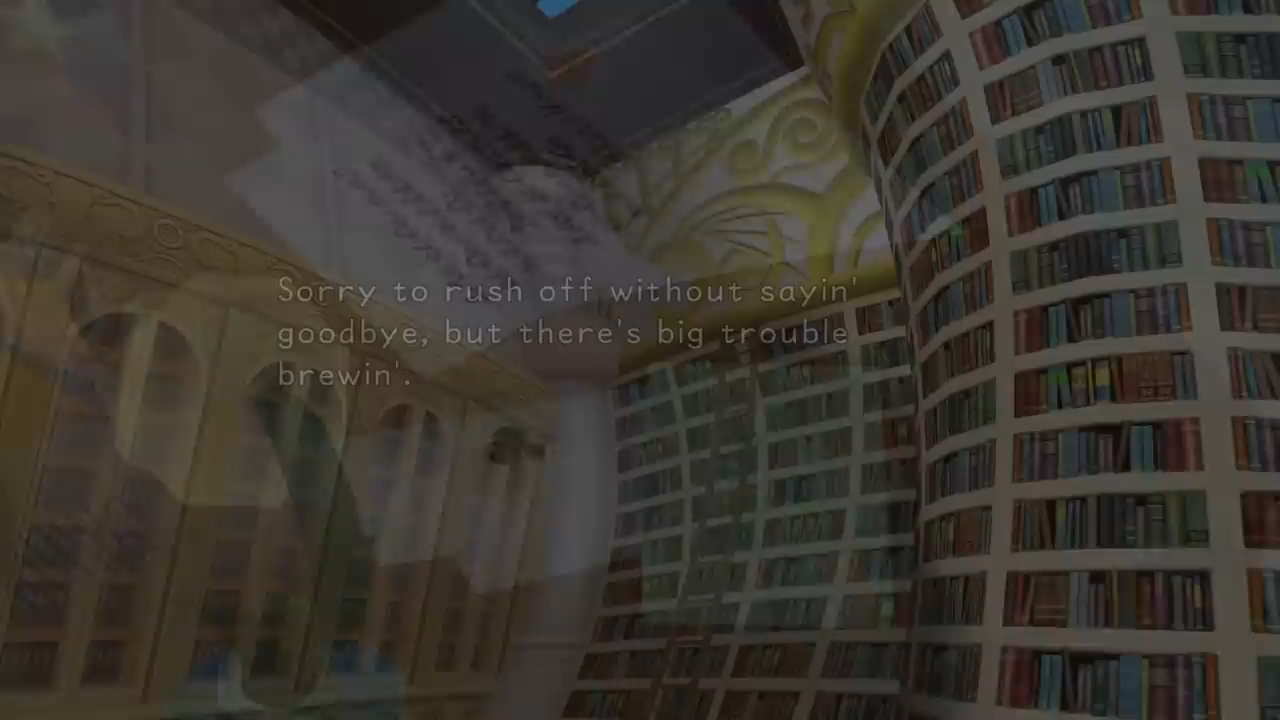 Sorry to rush off without sayin'
goodbye, but there's big trouble
brewin'.